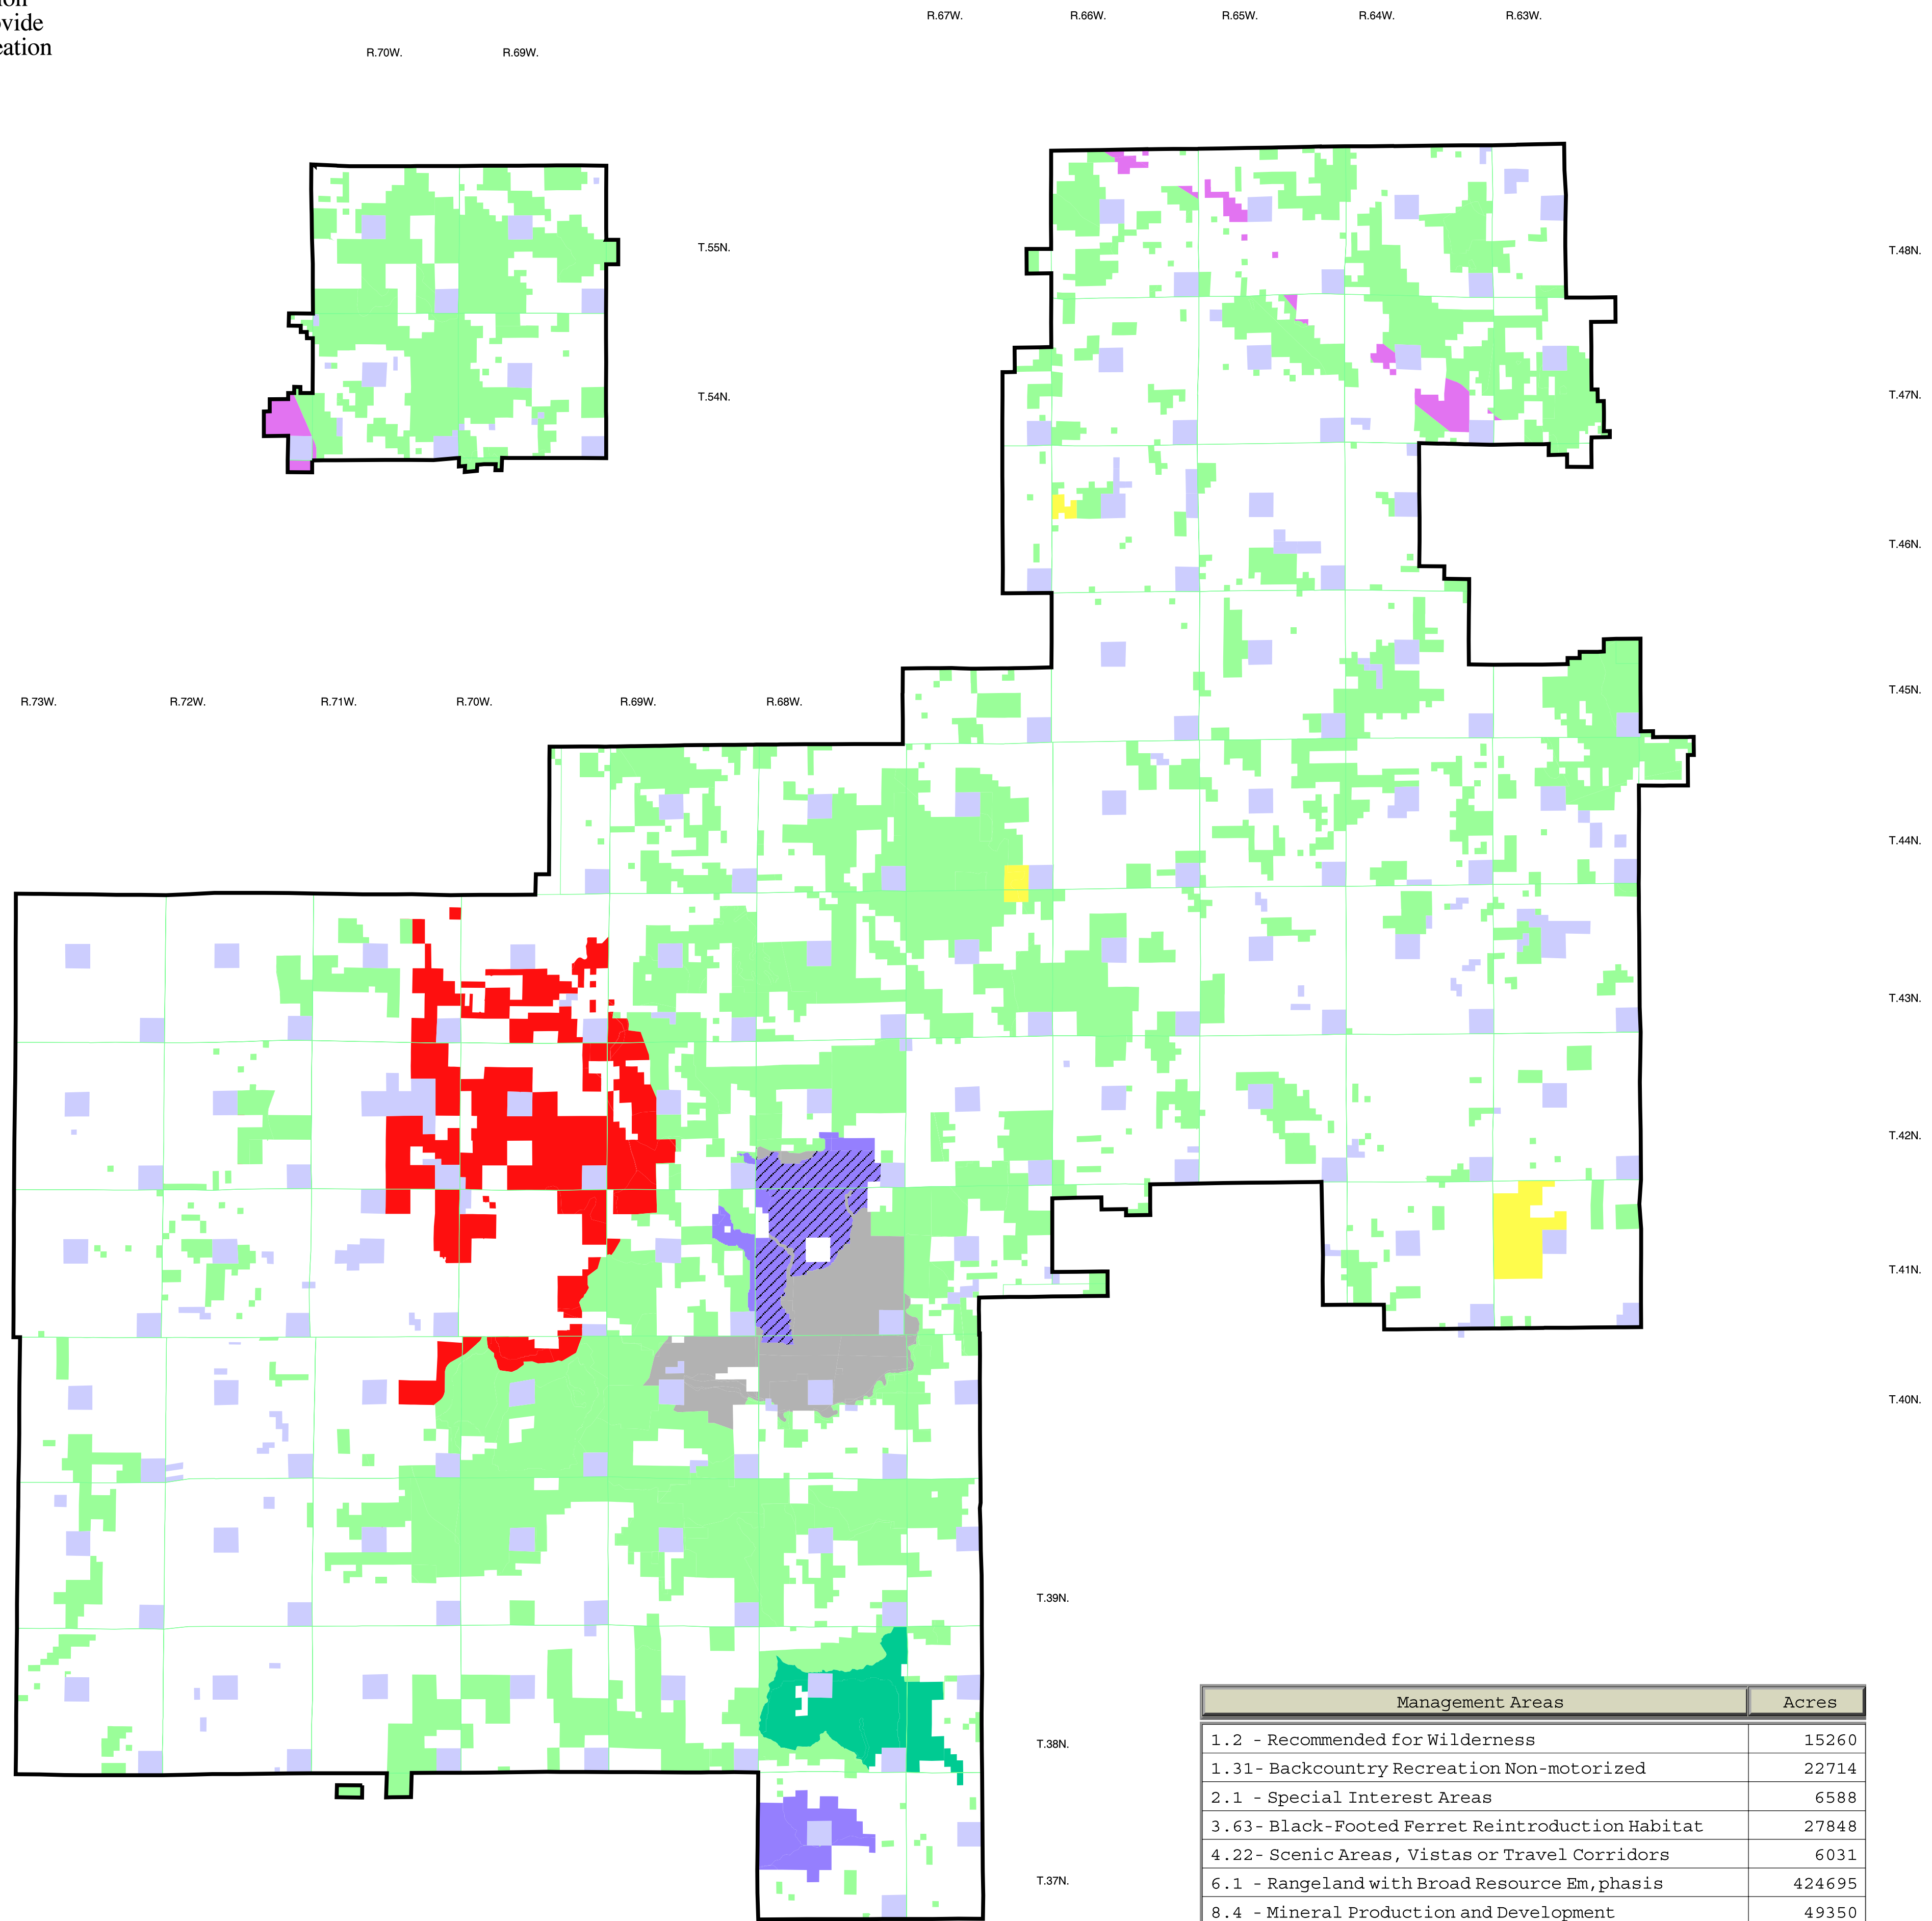 ovide
eation
R.67W. R.66W. R.65W. R.64W. R.63W.
R.70W. R.69W.
T.55N.
T.48N.
T.54N.
T.47N.
T.46N.
R.73W. R.72W. R.71W. R.70W. R.69W. R.68W.
T.45N.
T.44N.
T.43N.
T.42N.
T.41N.
T.40N.
T.39N.
T.38N.
T.37N.
Management Areas Acres
1.2 - Recommended for Wilderness 15260
1.31- Backcountry Recreation Non-motorized 22714
2.1 - Special Interest Areas 6588
3.63- Black-Footed Ferret Reintroduction Habitat 27848
4.22- Scenic Areas, Vistas or Travel Corridors 6031
6.1 - Rangeland with Broad Resource Em,phasis 424695
8.4 - Mineral Production and Development 49350